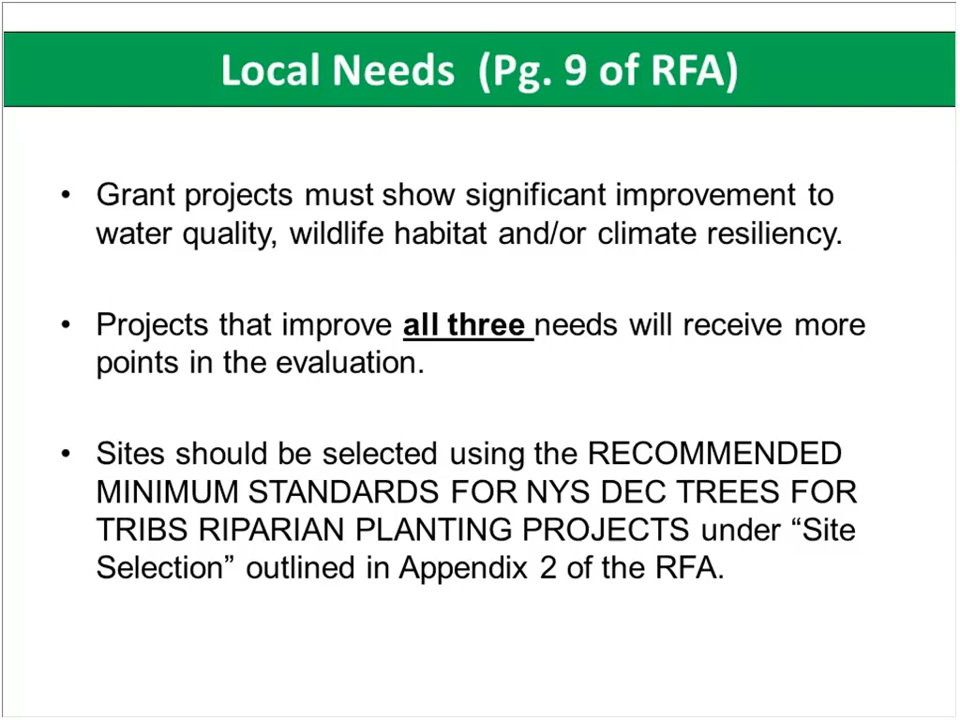 Local Needs  (Pg. 9 of RFA)
• Grant projects must show significant improvement to
water quality, wildlife habitat and/or climate resiliency.
• Projects that improve all three needs will receive more
points in the evaluation.
• Sites should be selected using the RECOMMENDED
MINIMUM STANDARDS FOR NYS DEC TREES FOR
TRIBS RIPARIAN PLANTING PROJECTS under “Site
Selection” outlined in Appendix 2 of the RFA.